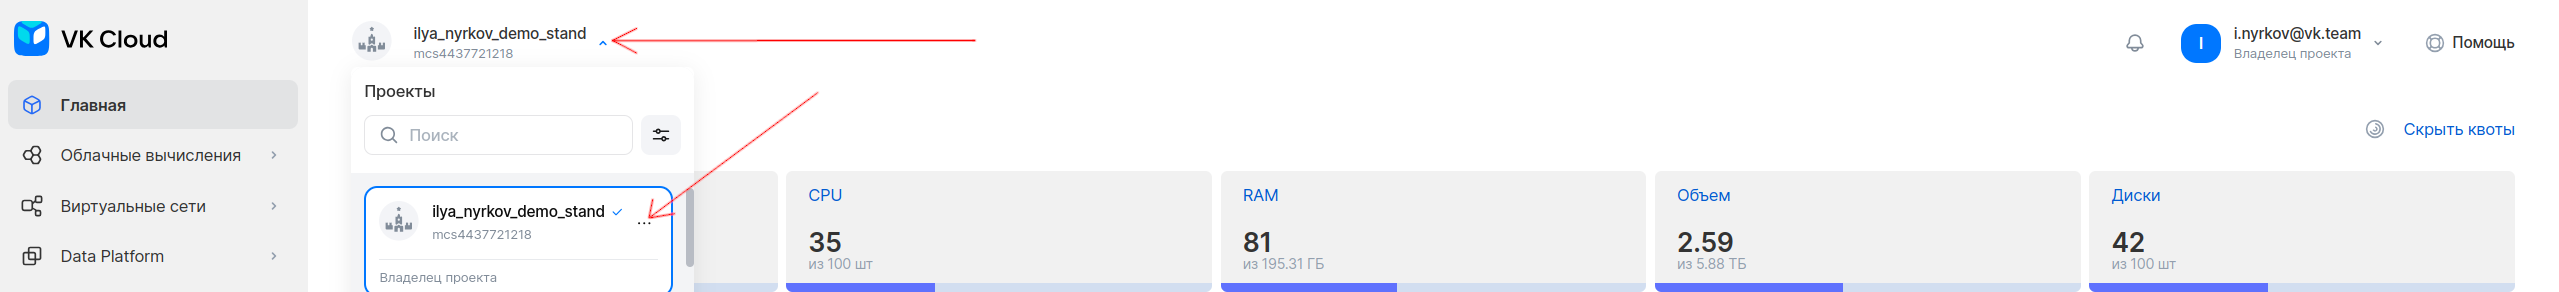 VK Cloud
Главная
Облачные вычисления
Виртуальные сети
Data Platform
ilya_nyrkov_demo_stand
mcs4437721218
Проекты
Поиск
ilya_nyrkov_demo_stand
mcs4437721218
...
Владелец проекта
I
i.nyrkov@vk.team
Владелец проекта
Помощь
Скрыть квоты
CPU
35
из 100 шт
RAM
81
из 195.31 ГБ
Объем
2.59
из 5.88 ТБ
Диски
42
из 100 шт